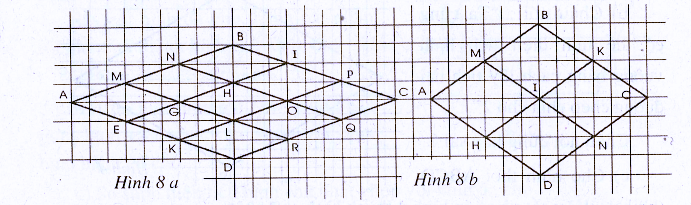 B
N I
M P
A H C
G O
E L Q
K R
D
Hình 8 a
B
M K
A I C
H N
D
Hình 8 b